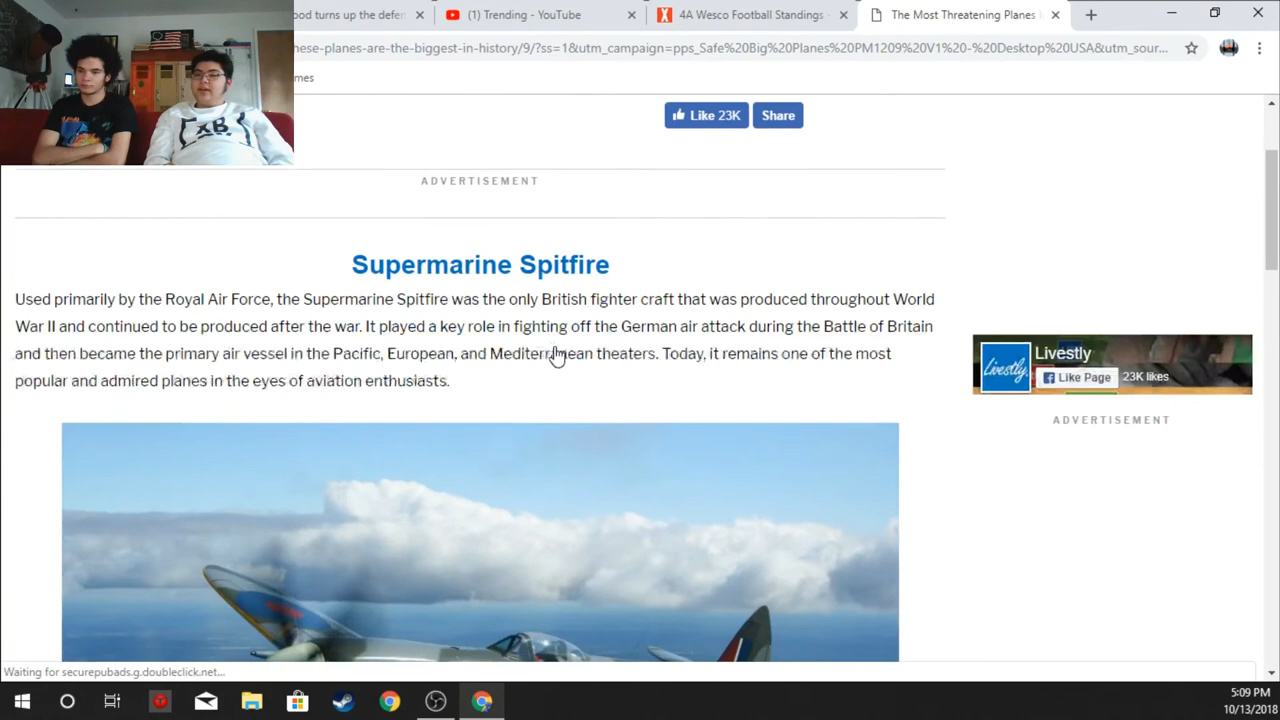 ood turns up the defer
(1) Trending - YouTube
4A Wesco Football Standings -
The Most Threatening Planes
hese-planes-are-the-biggest-in-history/9/?ss=1&utm_campaign=pps_Safe%20Big%20Planes%20PM1209%20V1%20-%20Desktop%20USA&utm_sour...
mes
XB
Like 23K
Share
ADVERTISEMENT
Supermarine Spitfire
Used primarily by the Royal Air Force, the Supermarine Spitfire was the only British fighter craft that was produced throughout World
War II and continued to be produced after the war. It played a key role in fighting off the German air attack during the Battle of Britain
and then became the primary air vessel in the Pacific, European, and Mediterranean theaters. Today, it remains one of the most
popular and admired planes in the eyes of aviation enthusiasts.
Livestly.
Livestly
Like Page
23K likes
ADVERTISEMENT
Waiting for securepubads.g.doubleclick.net...
5:09 PM
10/13/2018